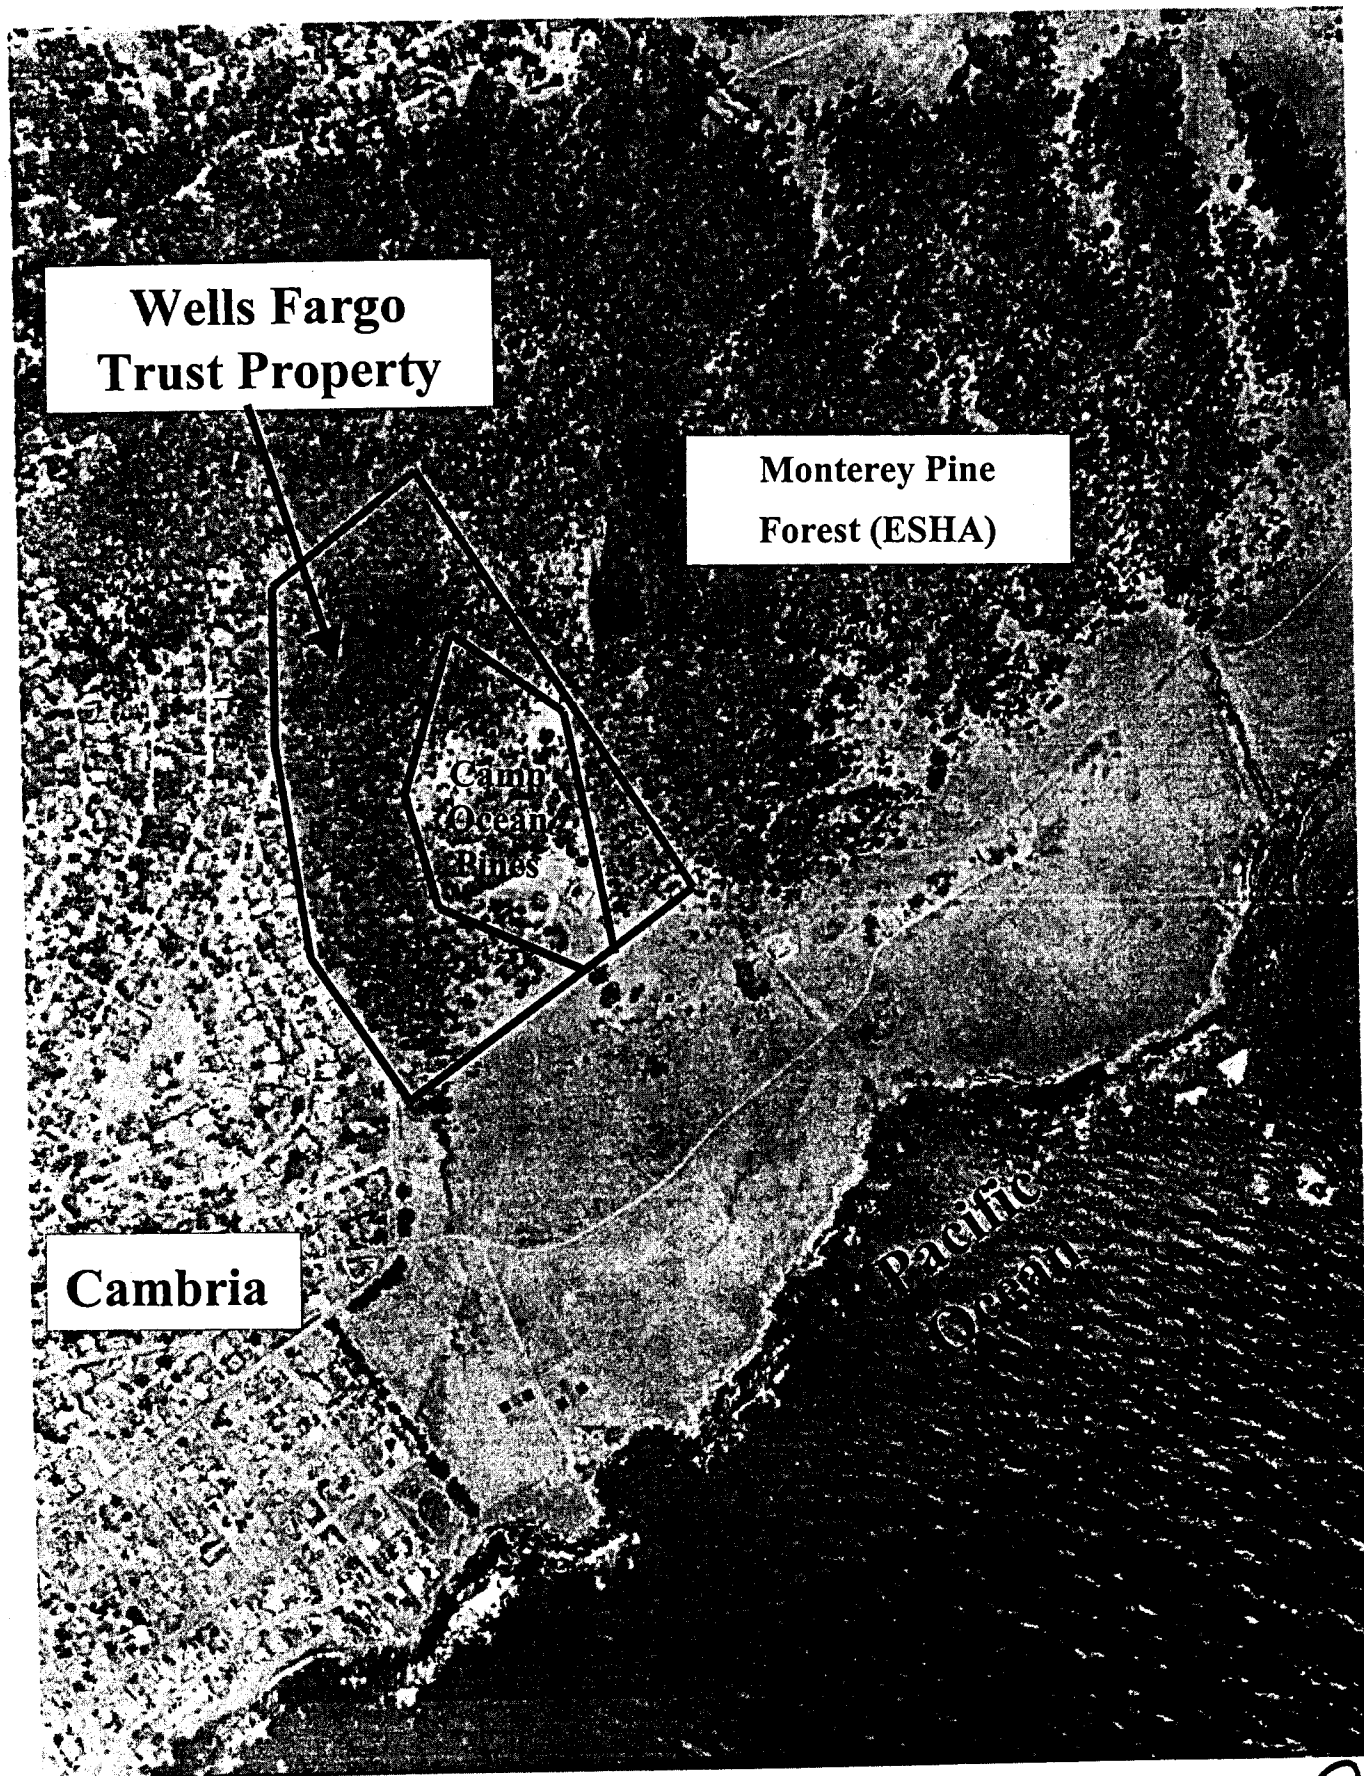 Wells Fargo
Trust Property
Monterey Pine
Forest (ESHA)
Camp
Ocean
Pines
Cambria
Pacific
Ocean